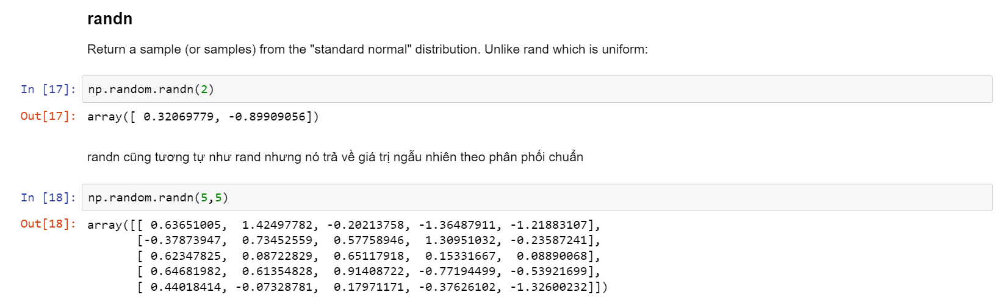 randn
Return a sample (or samples) from the "standard normal" distribution. Unlike rand which is uniform:
In [17]: np.random.randn(2)
Out[17]: array([ 0.32069779, -0.89909056])
randn cũng tương tự như rand nhưng nó trả về giá trị ngẫu nhiên theo phân phối chuẩn
In [18]: np.random.randn(5,5)
Out[18]: array([[ 0.63651005,  1.42497782, -0.20213758, -1.36487911, -1.21883107],
[-0.37873947,  0.73452559,  0.57758946,  1.30951032, -0.23587241],
[ 0.62347825,  0.08722829,  0.65117918,  0.15331667,  0.08890068],
[ 0.64681982,  0.61354828,  0.91408722, -0.77194499, -0.53921699],
[ 0.44018414, -0.07328781,  0.17971171, -0.37626102, -1.32600232]])